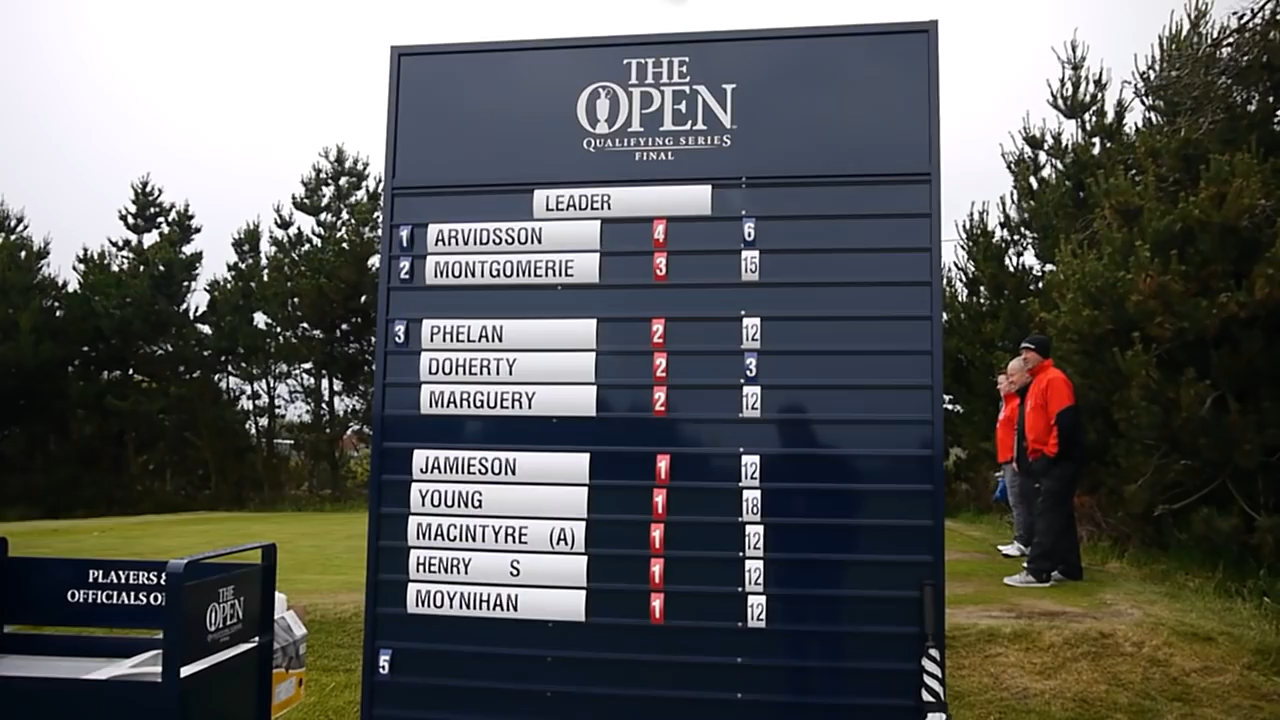 THE
OPEN
QUALIFYING SERIES
FINAL
LEADER
1 ARVIDSSON 4 6
2 MONTGOMERIE 3 15
3 PHELAN 2 12
DOHERTY 2 3
MARGUERY 2 12
JAMIESON 1 12
YOUNG 1 18
MACINTYRE (A) 1 12
HENRY S 1 12
MOYNIHAN 1 12
5
PLAYERS &
OFFICIALS O
THE
OPEN